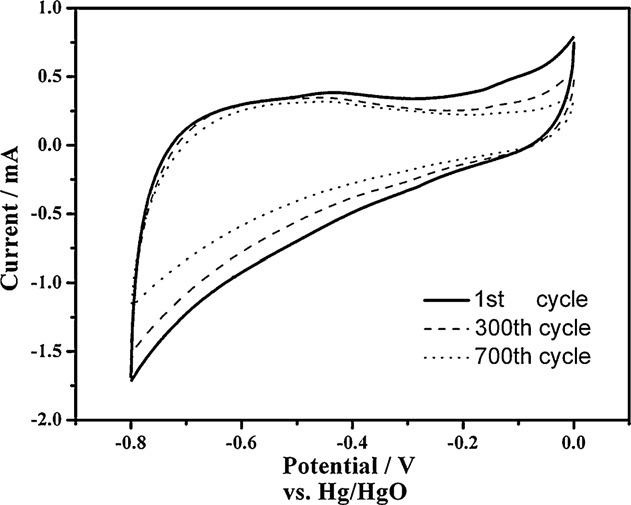 1.0
0.5
0.0
-0.5
-1.0
-1.5
-2.0
Current / mA
1st cycle
300th cycle
700th cycle
-0.8 -0.6 -0.4 -0.2 0.0
Potential / V
vs. Hg/HgO